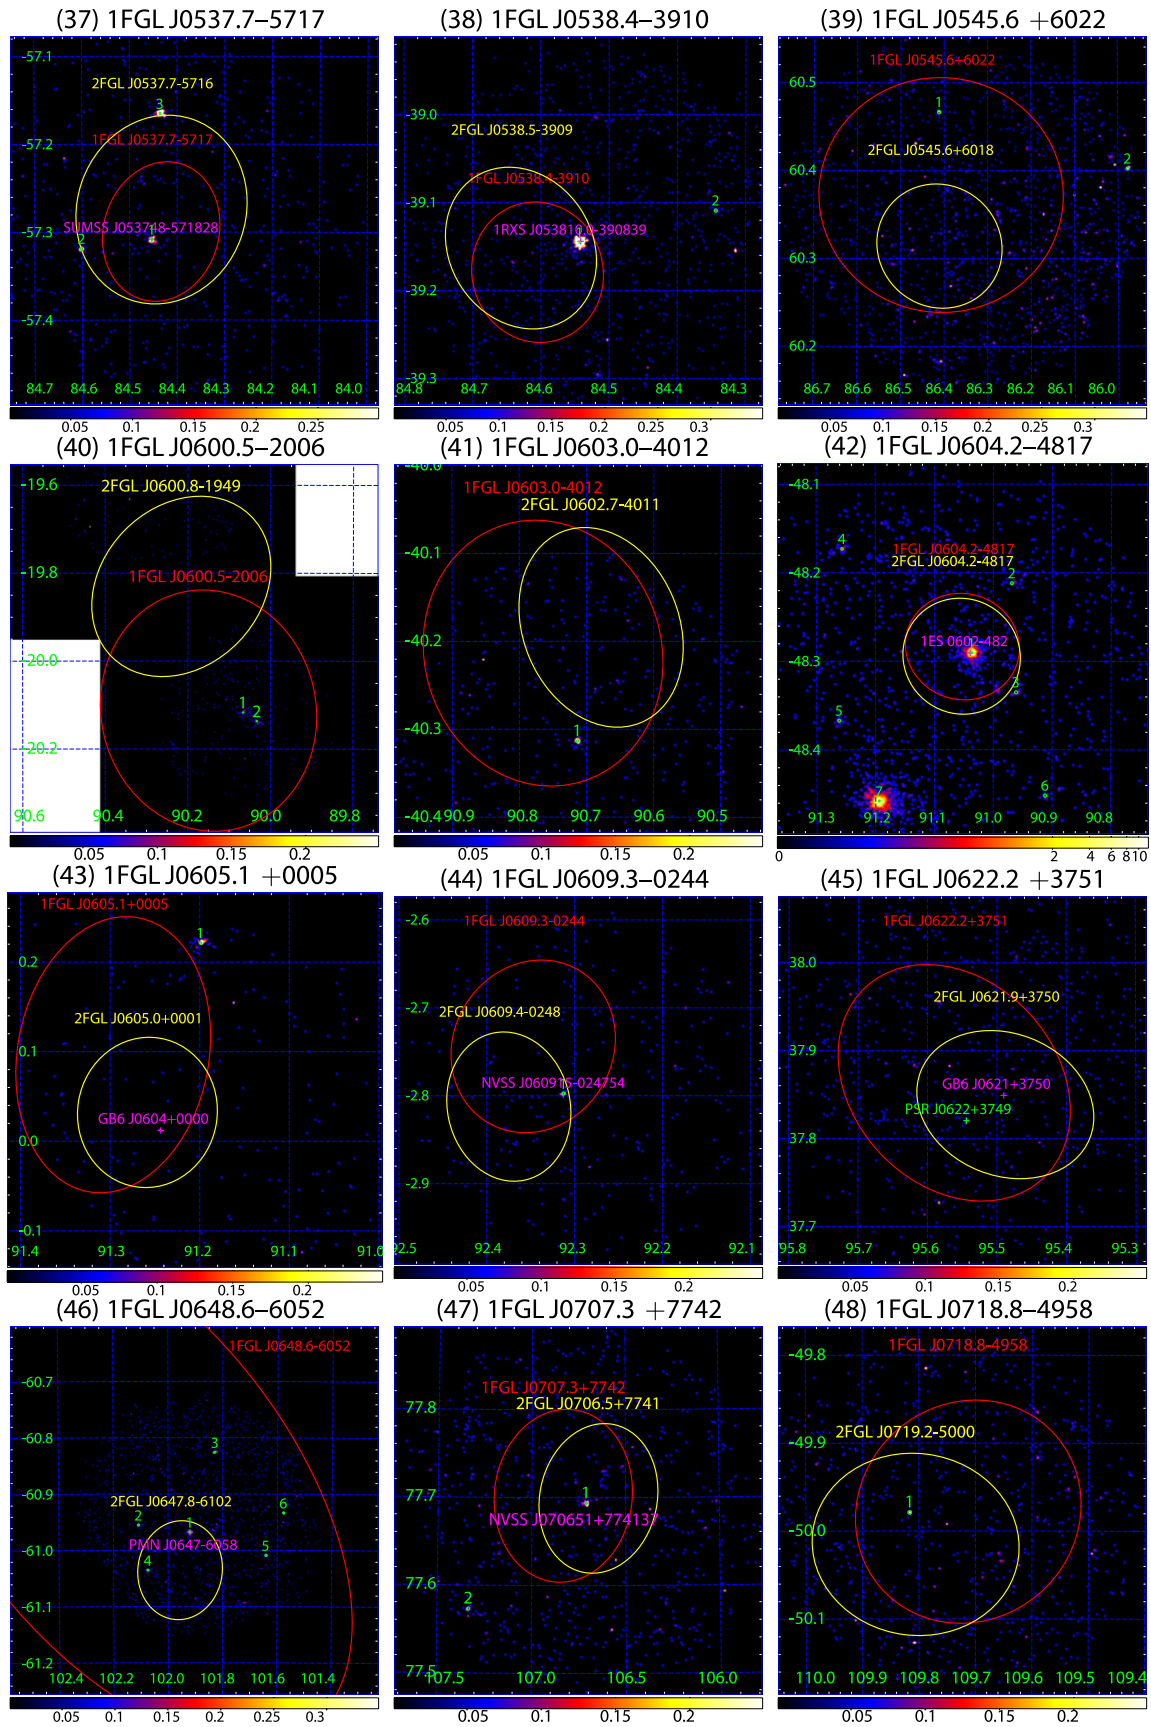 (37) 1FGL J0537.7−5717
-57.1
2FGL J0537.7-5716
3
1FGL J0537.7-5717
-57.2
SUMSS J053748-571828
1
2
-57.3
-57.4
84.7 84.6 84.5 84.4 84.3 84.2 84.1 84.0
0.05 0.1 0.15 0.2 0.25
(38) 1FGL J0538.4−3910
-39.0
2FGL J0538.5-3909
1FGL J0538.4-3910
2
-39.1
1RXS J053810.0-390839
-39.2
-39.3
84.8 84.7 84.6 84.5 84.4 84.3
0.05 0.1 0.15 0.2 0.25 0.3
(39) 1FGL J0545.6 +6022
1FGL J0545.6+6022
60.5
1
2FGL J0545.6+6018
2
60.4
60.3
60.2
86.7 86.6 86.5 86.4 86.3 86.2 86.1 86.0
0.05 0.1 0.15 0.2 0.25 0.3
(40) 1FGL J0600.5−2006
-19.6
2FGL J0600.8-1949
-19.8
1FGL J0600.5-2006
-20.0
1
2
-20.2
90.6 90.4 90.2 90.0 89.8
0.05 0.1 0.15 0.2
(41) 1FGL J0603.0−4012
-40.0
1FGL J0603.0-4012
2FGL J0602.7-4011
-40.1
-40.2
1
-40.3
-40.4
90.9 90.8 90.7 90.6 90.5
0.05 0.1 0.15 0.2
(42) 1FGL J0604.2−4817
-48.1
4
1FGL J0604.2-4817
2FGL J0604.2-4817
2
-48.2
1ES 0602-482
-48.3
3
5
-48.4
6
7
91.3 91.2 91.1 91.0 90.9 90.8
0 2 4 6 8 10
(43) 1FGL J0605.1 +0005
1FGL J0605.1+0005
1
0.2
2FGL J0605.0+0001
0.1
GB6 J0604+0000
0.0
-0.1
91.4 91.3 91.2 91.1 91.0
0.05 0.1 0.15 0.2
(44) 1FGL J0609.3−0244
-2.6
1FGL J0609.3-0244
-2.7
2FGL J0609.4-0248
NVSS J060915-024754
-2.8
-2.9
92.5 92.4 92.3 92.2 92.1
0.05 0.1 0.15 0.2
(45) 1FGL J0622.2 +3751
1FGL J0622.2+3751
38.0
2FGL J0621.9+3750
37.9
GB6 J0621+3750
PSR J0622+3749
37.8
37.7
95.8 95.7 95.6 95.5 95.4 95.3
0.05 0.1 0.15 0.2
(46) 1FGL J0648.6−6052
1FGL J0648.6-6052
-60.7
3
-60.8
2FGL J0647.8-6102
6
-60.9
2
1
PMN J0647-6058
5
-61.0
4
-61.1
-61.2
102.4 102.2 102.0 101.8 101.6 101.4
0.05 0.1 0.15 0.2 0.25 0.3
(47) 1FGL J0707.3 +7742
1FGL J0707.3+7742
2FGL J0706.5+7741
77.8
1
77.7
NVSS J070651+774137
2
77.6
77.5
107.5 107.0 106.5 106.0
0.05 0.1 0.15 0.2
(48) 1FGL J0718.8−4958
1FGL J0718.8-4958
-49.8
2FGL J0719.2-5000
-49.9
1
-50.0
-50.1
110.0 109.9 109.8 109.7 109.6 109.5 109.4
0.05 0.1 0.15 0.2